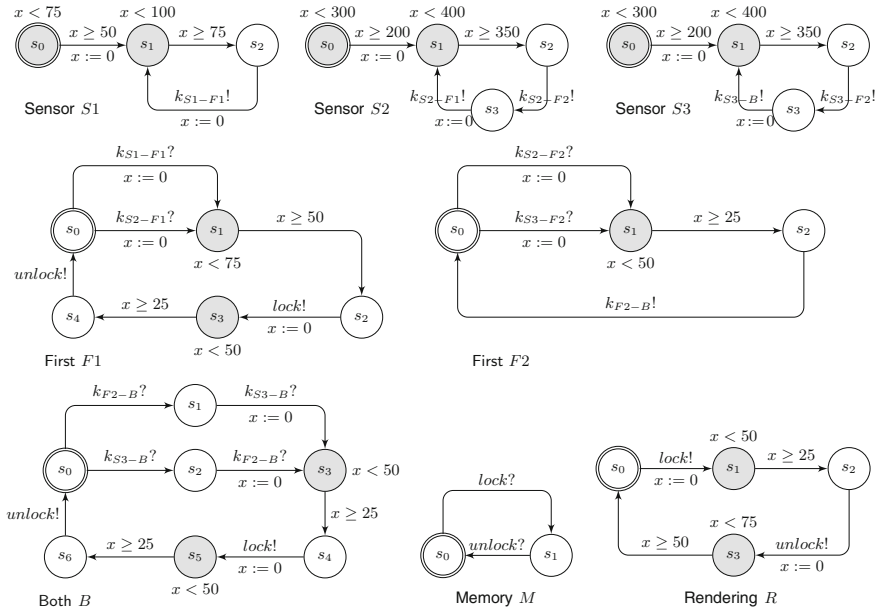 x < 75
x < 100
x < 300
x < 400
x < 300
x < 400
s₀
x ≥ 50
x := 0
s₁
x ≥ 75
s₂
s₀
x ≥ 200
x := 0
s₁
x ≥ 350
s₂
s₀
x ≥ 200
x := 0
s₁
x ≥ 350
s₂
k_{S1−F1}!
x := 0
k_{S2−F1}!
x := 0
s₃
k_{S2−F2}!
k_{S3−B}!
x := 0
s₃
k_{S3−F2}!
Sensor S1
Sensor S2
Sensor S3
k_{S1−F1}?
x := 0
k_{S2−F2}?
x := 0
s₀
k_{S2−F1}?
x := 0
s₁
x ≥ 50
x < 75
s₀
k_{S3−F2}?
x := 0
s₁
x ≥ 25
s₂
x < 50
unlock!
s₄
x ≥ 25
s₃
lock!
x := 0
s₂
x < 50
k_{F2−B}!
First F1
First F2
k_{F2−B}?
s₁
k_{S3−B}?
x := 0
s₀
k_{S3−B}?
s₂
k_{F2−B}?
x := 0
s₃
x < 50
x ≥ 25
unlock!
s₆
x ≥ 25
s₅
lock!
x := 0
s₄
x < 50
Both B
lock?
s₀
unlock?
s₁
Memory M
x < 50
s₀
lock!
x := 0
s₁
x ≥ 25
s₂
x < 75
x ≥ 50
s₃
unlock!
x := 0
Rendering R